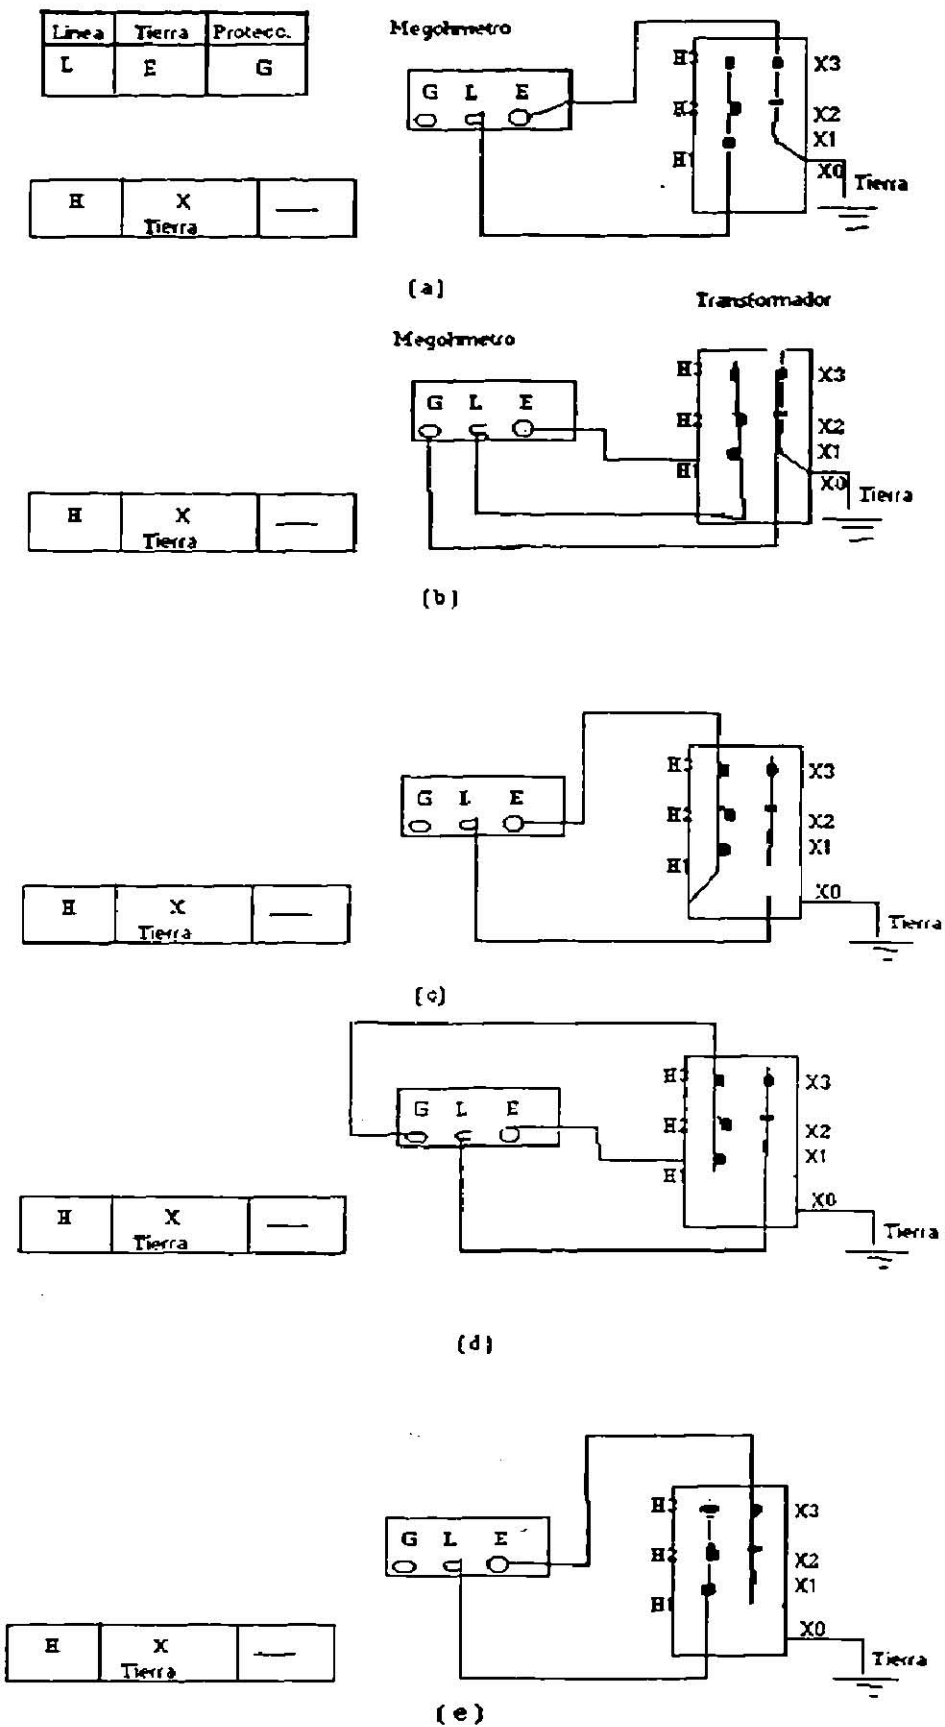 Linea Tierra Protecc.
L E G
H X
Tierra
Megohmetro
G L E
H3
H2
H1
X3
X2
X1
X0
Tierra
(a)
Transformador
Megohmetro
G L E
H3
H2
H1
X3
X2
X1
X0
Tierra
H X
Tierra
(b)
G L E
H3
H2
H1
X3
X2
X1
X0
Tierra
H X
Tierra
(c)
G L E
H3
H2
H1
X3
X2
X1
X0
Tierra
H X
Tierra
(d)
G L E
H3
H2
H1
X3
X2
X1
X0
Tierra
H X
Tierra
(e)